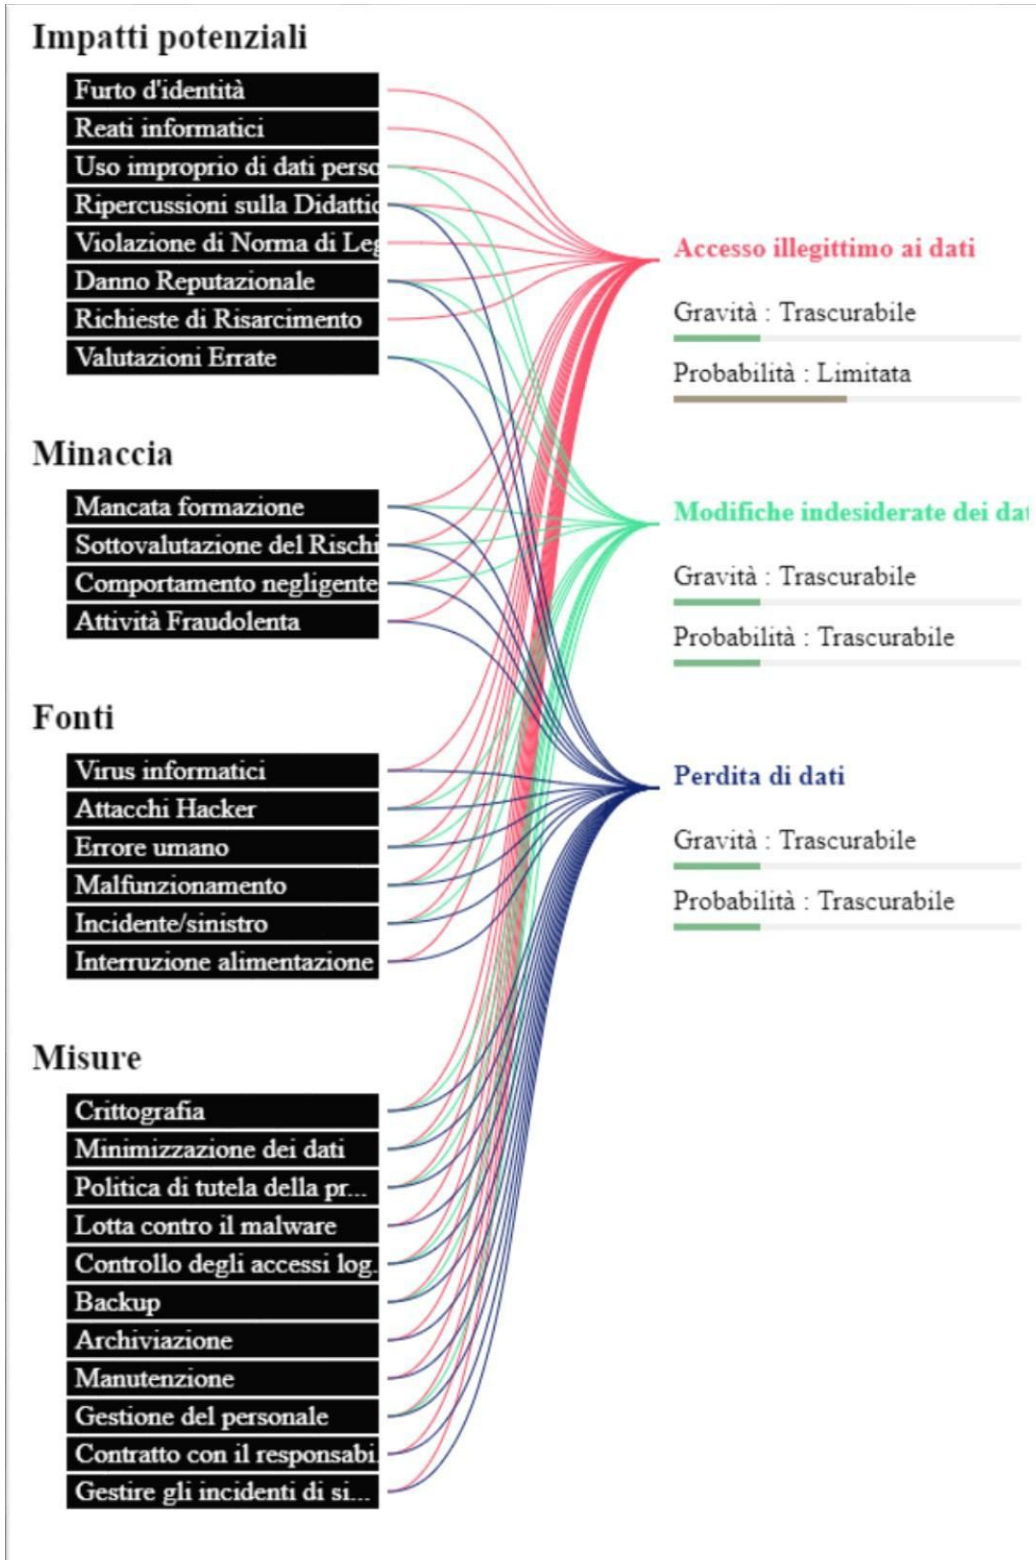 Impatti potenziali
Furto d'identità
Reati informatici
Uso improprio di dati perso
Ripercussioni sulla Didattic
Violazione di Norma di Leg
Danno Reputazionale
Richieste di Risarcimento
Valutazioni Errate
Minaccia
Mancata formazione
Sottovalutazione del Rischi
Comportamento negligente
Attività Fraudolenta
Fonti
Virus informatici
Attacchi Hacker
Errore umano
Malfunzionamento
Incidente/sinistro
Interruzione alimentazione
Misure
Crittografia
Minimizzazione dei dati
Politica di tutela della pr...
Lotta contro il malware
Controllo degli accessi log.
Backup
Archiviazione
Manutenzione
Gestione del personale
Contratto con il responsabi.
Gestire gli incidenti di si...
Accesso illegittimo ai dati
Gravità : Trascurabile
Probabilità : Limitata
Modifiche indesiderate dei dat
Gravità : Trascurabile
Probabilità : Trascurabile
Perdita di dati
Gravità : Trascurabile
Probabilità : Trascurabile